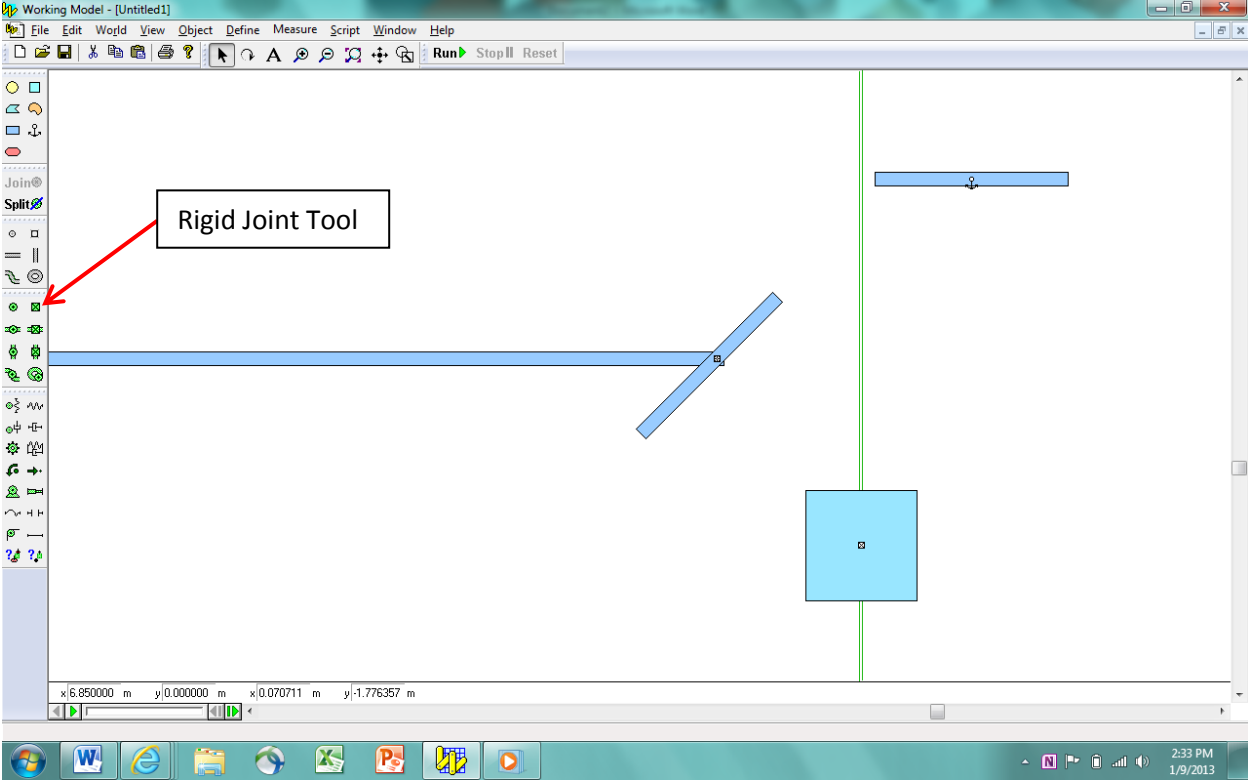 Working Model - [Untitled1]
File Edit World View Object Define Measure Script Window Help
A Run Stop Reset
Join
Split
Rigid Joint Tool
x 6.850000 m y 0.000000 m x 0.070711 m y -1.776357 m
2:33 PM
1/9/2013